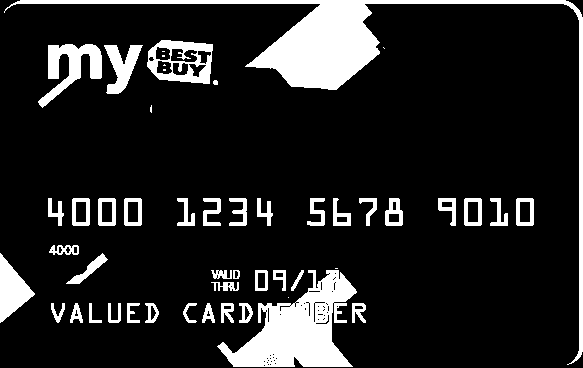 my BEST BUY
4000 1234 5678 9010
4000
VALID THRU 09/17
VALUED CARDMEMBER